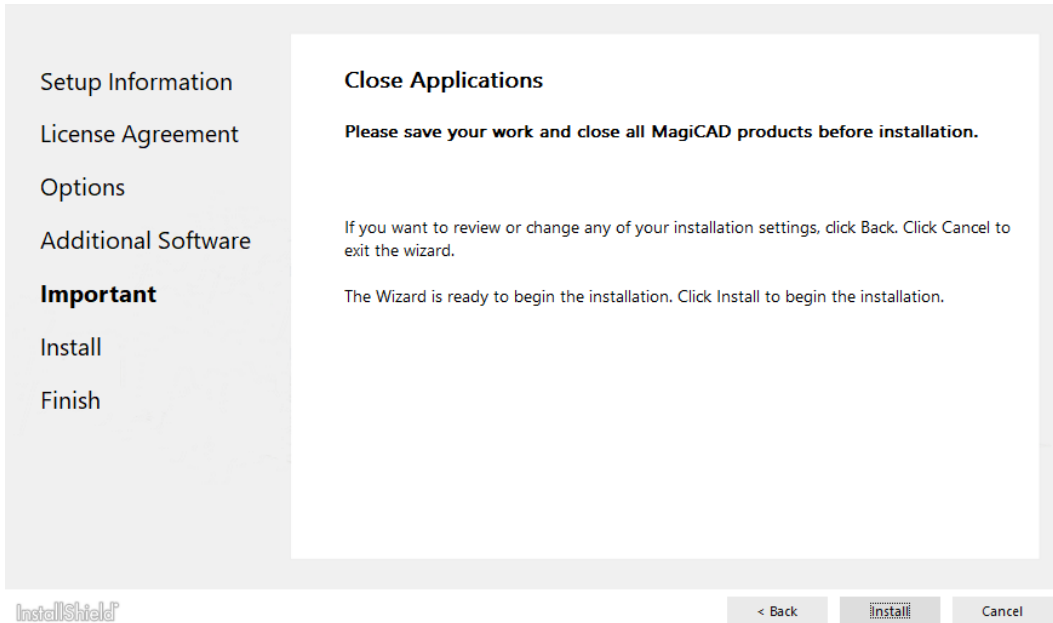 Setup Information
License Agreement
Options
Additional Software
Important
Install
Finish
Close Applications
Please save your work and close all MagiCAD products before installation.
If you want to review or change any of your installation settings, click Back. Click Cancel to
exit the wizard.
The Wizard is ready to begin the installation. Click Install to begin the installation.
InstallShield
< Back
Install
Cancel